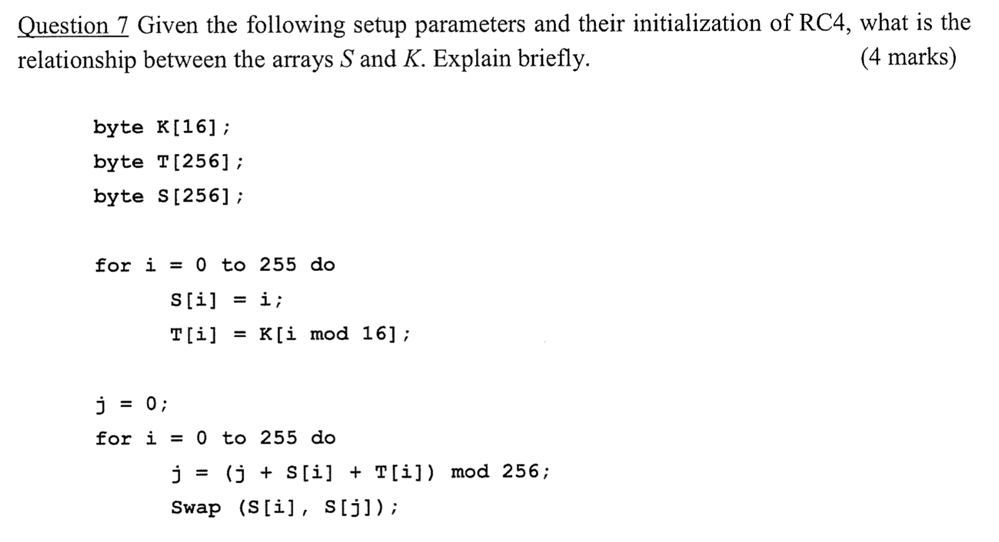 Question 7 Given the following setup parameters and their initialization of RC4, what is the
relationship between the arrays S and K. Explain briefly. (4 marks)
byte K[16];
byte T[256];
byte S[256];
for i = 0 to 255 do
S[i] = i;
T[i] = K[i mod 16];
j = 0;
for i = 0 to 255 do
j = (j + S[i] + T[i]) mod 256;
Swap (S[i], S[j]);